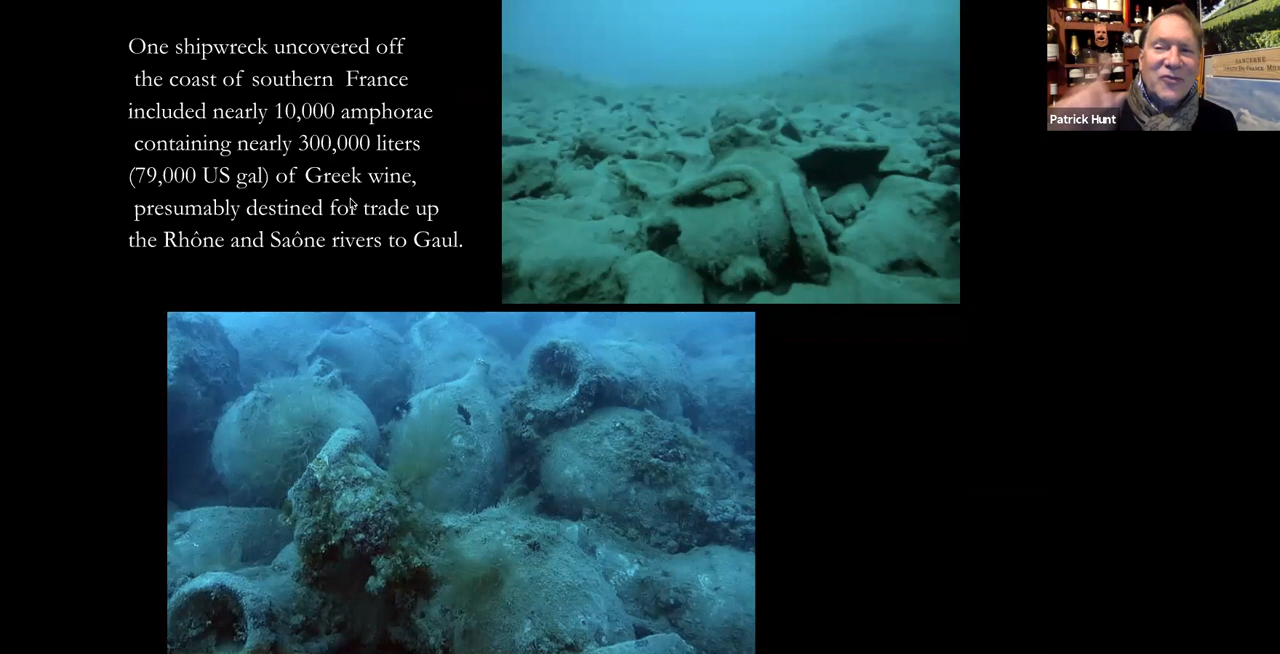 One shipwreck uncovered off
the coast of southern France
included nearly 10,000 amphorae
containing nearly 300,000 liters
(79,000 US gal) of Greek wine,
presumably destined for trade up
the Rhône and Saône rivers to Gaul.
SANCERRE
Patrick Hunt